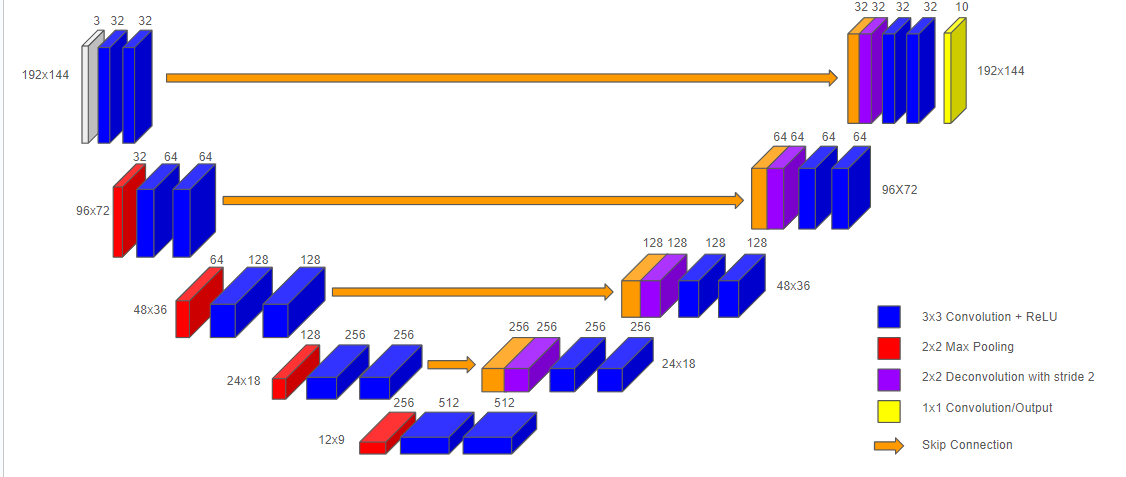 3 32 32
32 32 32 32 10
192x144
192x144
32 64 64
64 64 64 64
96x72
96X72
64 128 128
128 128 128 128
48x36
48x36
128 256 256
256 256 256 256
24x18
24x18
256 512 512
12x9
3x3 Convolution + ReLU
2x2 Max Pooling
2x2 Deconvolution with stride 2
1x1 Convolution/Output
Skip Connection